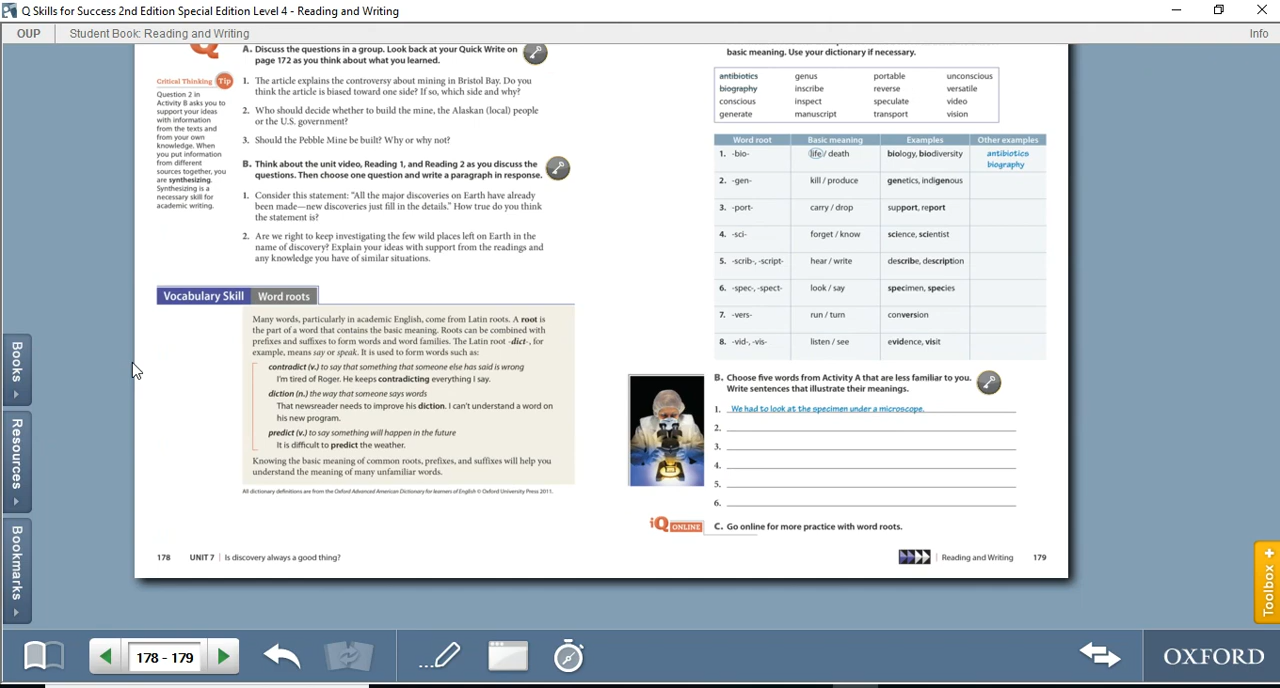 Q Skills for Success 2nd Edition Special Edition Level 4 - Reading and Writing
OUP
Student Book: Reading and Writing
Info
A. Discuss the questions in a group. Look back at your Quick Write on
page 172 as you think about what you learned.
Critical Thinking Tip
Question 2 in
Activity B asks you to
support your ideas
with information
from the texts and
from your own
knowledge. When
you put information
from different
sources together, you
are synthesizing.
Synthesizing is a
necessary skill for
academic writing.
1. The article explains the controversy about mining in Bristol Bay. Do you
think the article is biased toward one side? If so, which side and why?
2. Who should decide whether to build the mine, the Alaskan (local) people
or the U.S. government?
3. Should the Pebble Mine be built? Why or why not?
B. Think about the unit video, Reading 1, and Reading 2 as you discuss the
questions. Then choose one question and write a paragraph in response.
1. Consider this statement: "All the major discoveries on Earth have already
been made—new discoveries just fill in the details." How true do you think
the statement is?
2. Are we right to keep investigating the few wild places left on Earth in the
name of discovery? Explain your ideas with support from the readings and
any knowledge you have of similar situations.
Vocabulary Skill Word roots
Many words, particularly in academic English, come from Latin roots. A root is
the part of a word that contains the basic meaning. Roots can be combined with
prefixes and suffixes to form words and word families. The Latin root -dict-, for
example, means say or speak. It is used to form words such as:
contradict (v.) to say that something that someone else has said is wrong
I'm tired of Roger. He keeps contradicting everything I say.
diction (n.) the way that someone says words
That newsreader needs to improve his diction. I can't understand a word on
his new program.
predict (v.) to say something will happen in the future
It is difficult to predict the weather.
Knowing the basic meaning of common roots, prefixes, and suffixes will help you
understand the meaning of many unfamiliar words.
All dictionary definitions are from the Oxford Advanced American Dictionary for learners of English © Oxford University Press 2011.
178 UNIT 7 | Is discovery always a good thing?
basic meaning. Use your dictionary if necessary.
antibiotics genus portable unconscious
biography inscribe reverse versatile
conscious inspect speculate video
generate manuscript transport vision
Word root Basic meaning Examples Other examples
1. -bio- life / death biology, biodiversity antibiotics
biography
2. -gen- kill / produce genetics, indigenous
3. -port- carry / drop support, report
4. -sci- forget / know science, scientist
5. -scrib-, -script- hear / write describe, description
6. -spec-, -spect- look / say specimen, species
7. -vers- run / turn conversion
8. -vid-, -vis- listen / see evidence, visit
B. Choose five words from Activity A that are less familiar to you.
Write sentences that illustrate their meanings.
1. We had to look at the specimen under a microscope.
2.
3.
4.
5.
6.
iQ ONLINE C. Go online for more practice with word roots.
| Reading and Writing 179
Books
Resources
Bookmarks
Toolbox +
178 - 179
OXFORD